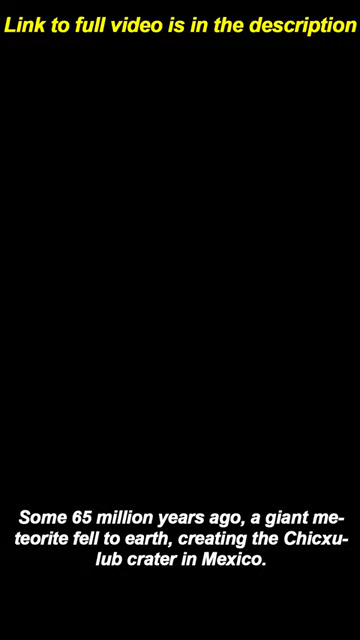 Link to full video is in the description
Some 65 million years ago, a giant me-
teorite fell to earth, creating the Chicxu-
lub crater in Mexico.